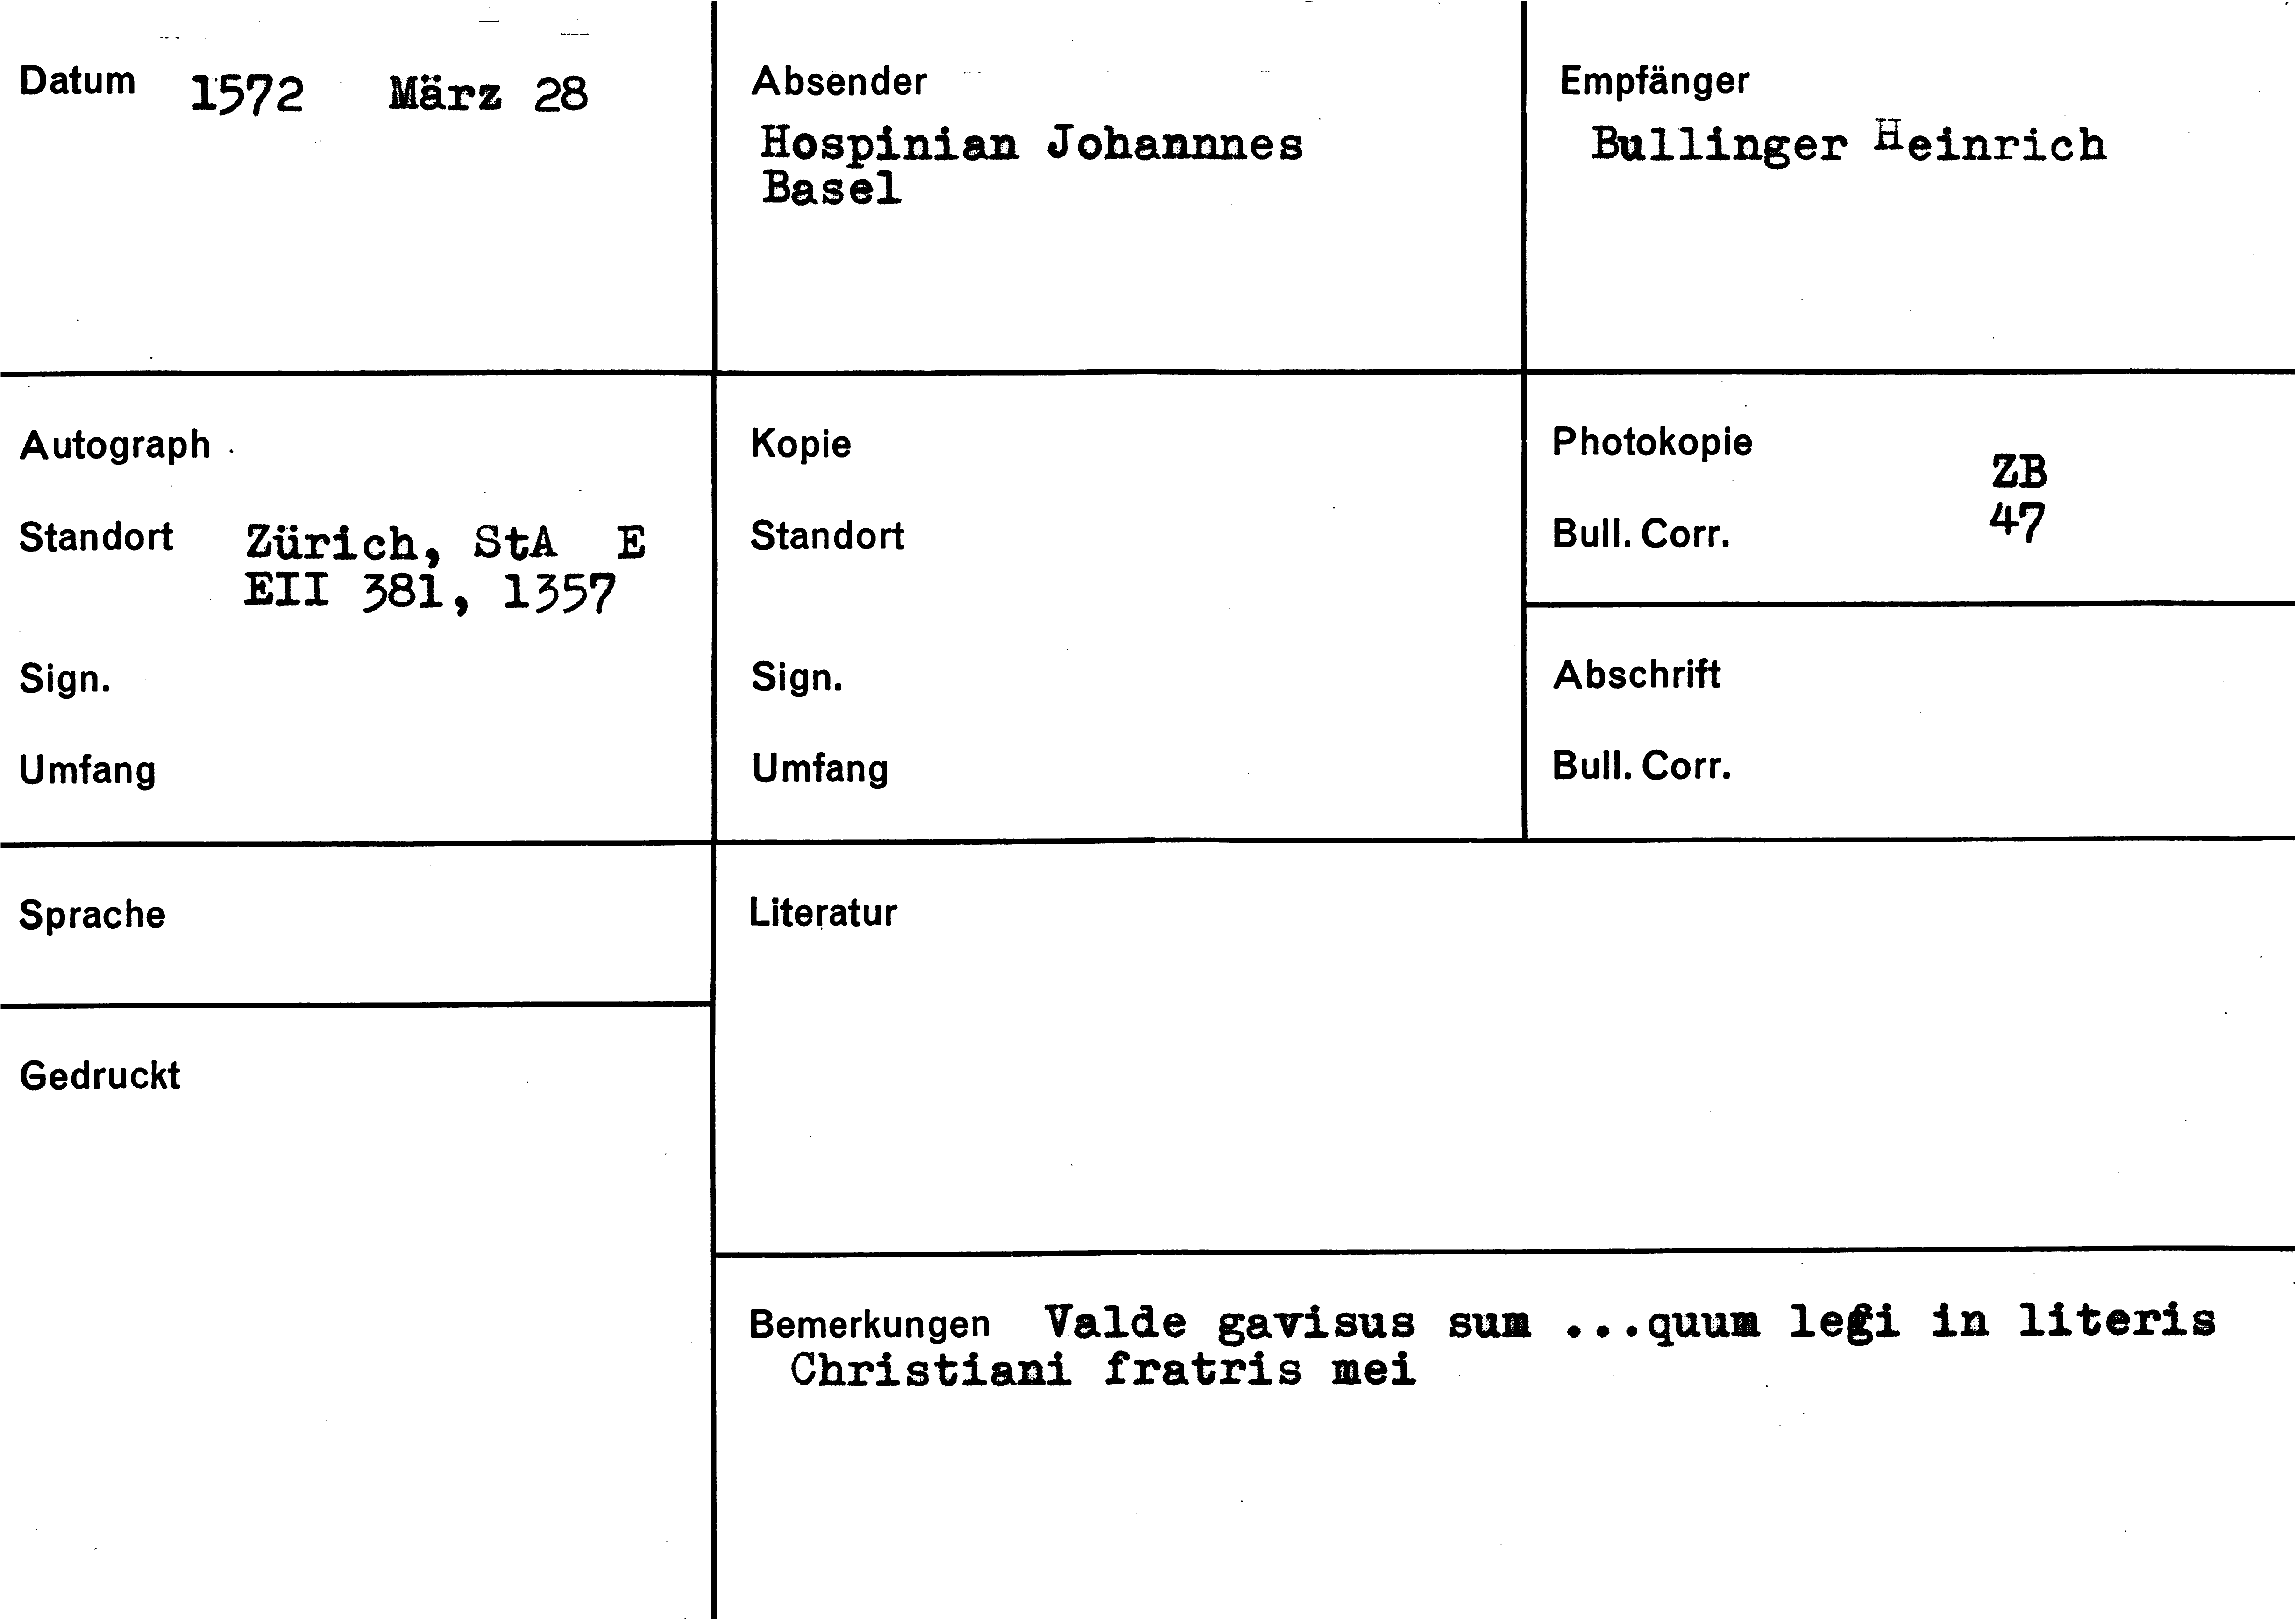 Datum 1572 März 28
Absender
Hospinian Johannnes
Basel
Empfänger
Bullinger Heinrich
Autograph
Standort Zürich, StA E
EII 381, 1357
Sign.
Umfang
Kopie
Standort
Sign.
Umfang
Photokopie ZB
Bull. Corr. 47
Abschrift
Bull. Corr.
Sprache
Literatur
Gedruckt
Bemerkungen Valde gavisus sum ...quum legi in literis
Christiani fratris mei